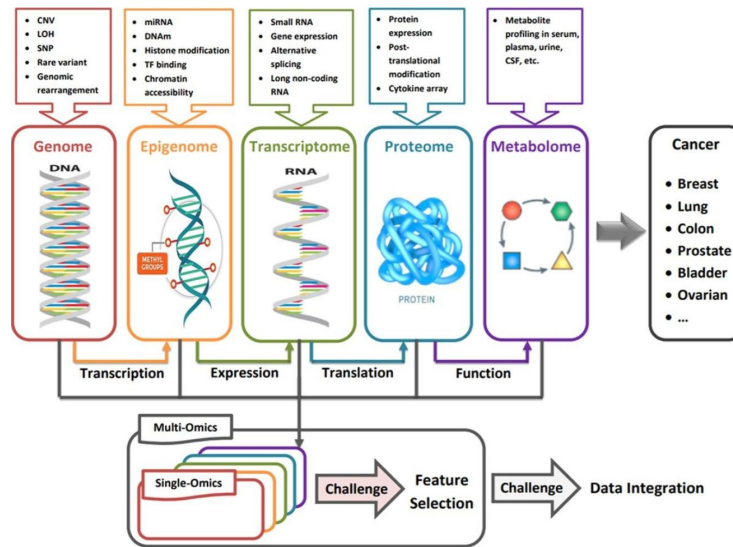 • CNV
• LOH
• SNP
• Rare variant
• Genomic
rearrangement
• miRNA
• DNAm
• Histone modification
• TF binding
• Chromatin
accessibility
• Small RNA
• Gene expression
• Alternative
splicing
• Long non-coding
RNA
• Protein
expression
• Post-
translational
modification
• Cytokine array
• Metabolite
profiling in serum,
plasma, urine,
CSF, etc.
Genome
DNA
Epigenome
METHYL
GROUPS
Transcriptome
RNA
Proteome
PROTEIN
Metabolome
Cancer
• Breast
• Lung
• Colon
• Prostate
• Bladder
• Ovarian
• ...
Transcription
Expression
Translation
Function
Multi-Omics
Single-Omics
Challenge
Feature
Selection
Challenge
Data Integration